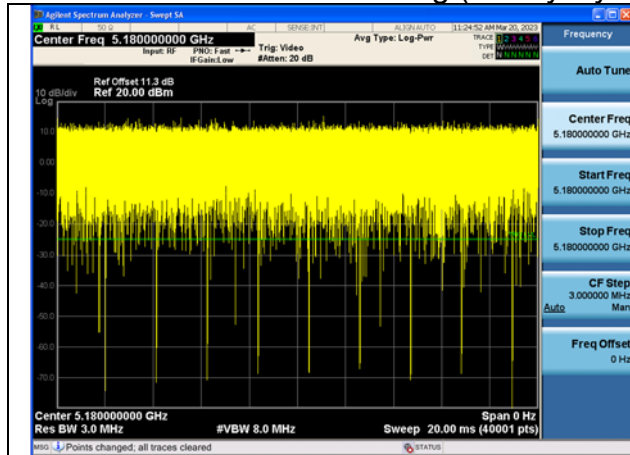 Agilent Spectrum Analyzer - Swept SA
RL 50 Ω AC SENSE:INT ALIGN AUTO 11:24:52 AM Mar 20, 2023
Center Freq 5.180000000 GHz
Input: RF PNO: Fast Trig: Video Avg Type: Log-Pwr TRACE 1 2 3 4 5 6
IFGain:Low #Atten: 20 dB TYPE
DET N N N N N N
Ref Offset 11.3 dB
10 dB/div Ref 20.00 dBm
Log
10.0
0.00
-10.0
-20.0
-30.0
-40.0
-50.0
-60.0
-70.0
Center 5.180000000 GHz Span 0 Hz
Res BW 3.0 MHz #VBW 8.0 MHz Sweep 20.00 ms (40001 pts)
MSG Points changed; all traces cleared STATUS
Frequency
Auto Tune
Center Freq
5.180000000 GHz
Start Freq
5.180000000 GHz
Stop Freq
5.180000000 GHz
CF Step
3.000000 MHz
Auto Man
Freq Offset
0 Hz